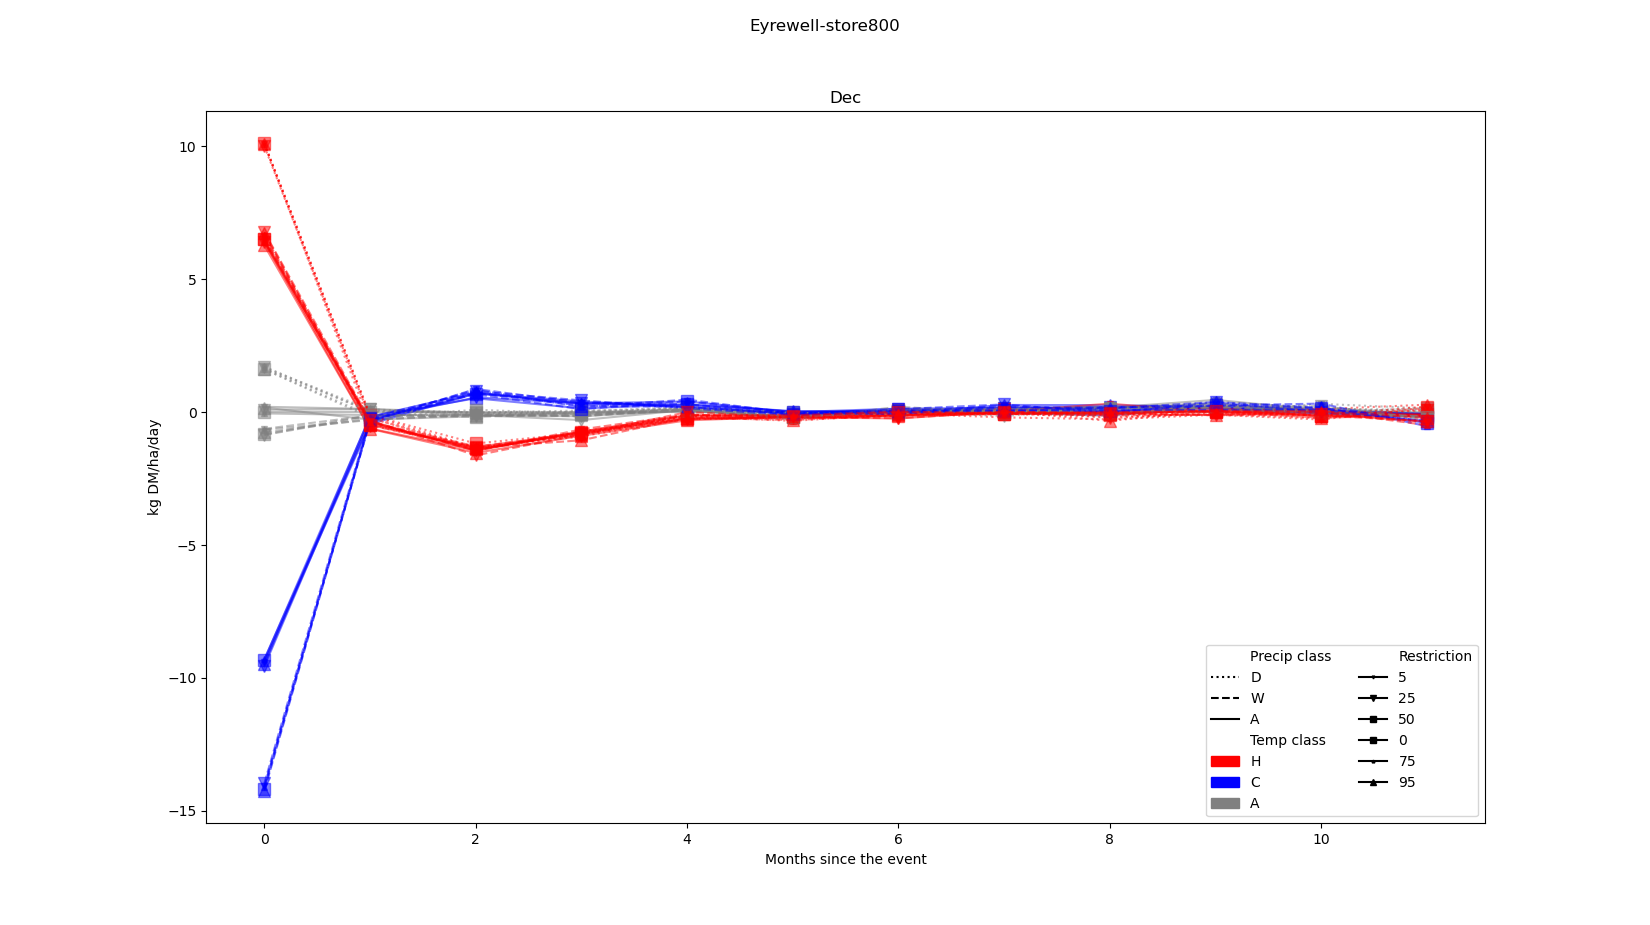 Eyrewell-store800
Dec
10
5
0
−5
−10
−15
kg DM/ha/day
0 2 4 6 8 10
Months since the event
Precip class
D
W
A
Temp class
H
C
A
Restriction
5
25
50
0
75
95